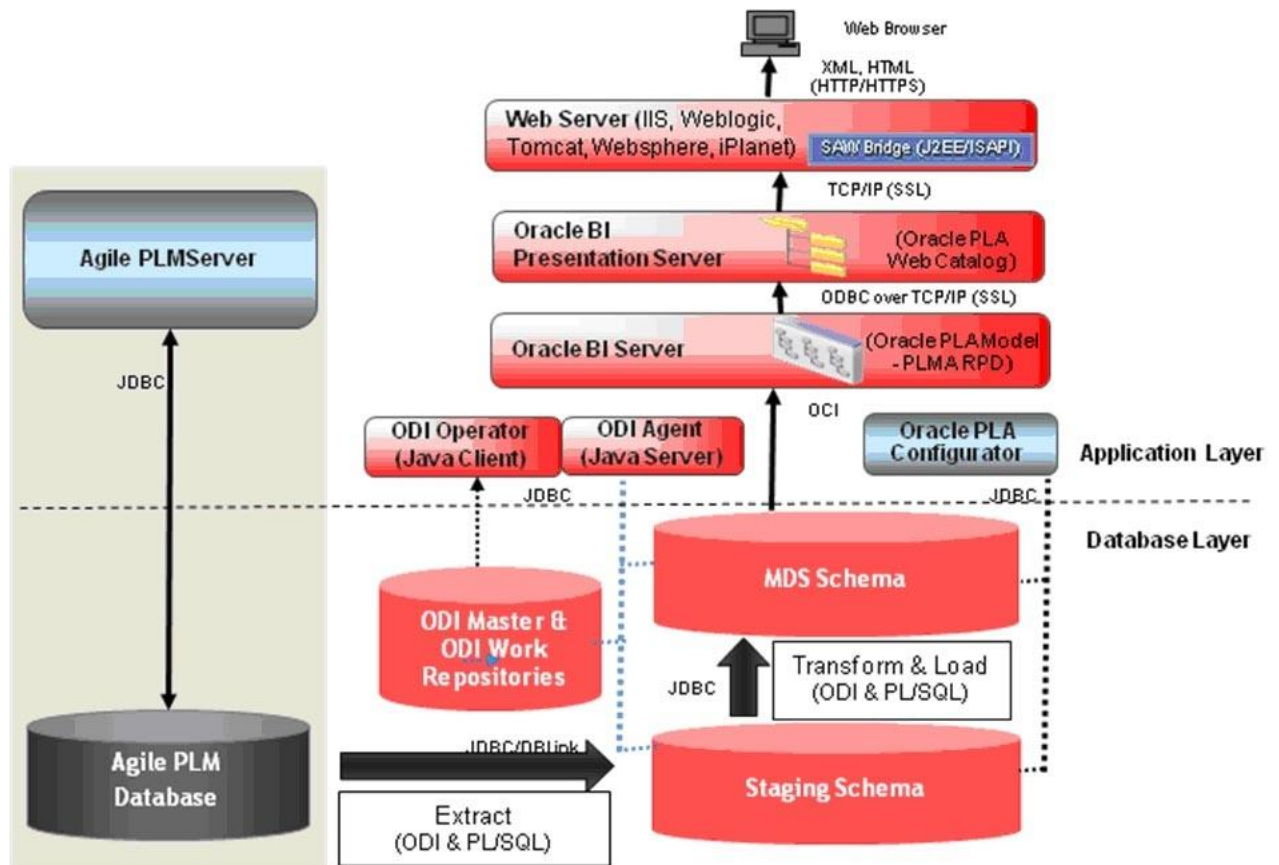 Web Browser
XML, HTML
(HTTP/HTTPS)
Web Server (IIS, Weblogic,
Tomcat, Websphere, iPlanet)
SAW Bridge (J2EE/ISAPI)
TCP/IP (SSL)
Oracle BI
Presentation Server
(Oracle PLA
Web Catalog)
ODBC over TCP/IP (SSL)
Oracle BI Server
(Oracle PLAModel
- PLMA RPD)
OCI
Agile PLMServer
JDBC
ODI Operator
(Java Client)
ODI Agent
(Java Server)
Oracle PLA
Configurator
Application Layer
JDBC
JDBC
Database Layer
MDS Schema
ODI Master &
ODI Work
Repositories
JDBC
Transform & Load
(ODI & PL/SQL)
JDBC/DBLink
Agile PLM
Database
Staging Schema
Extract
(ODI & PL/SQL)